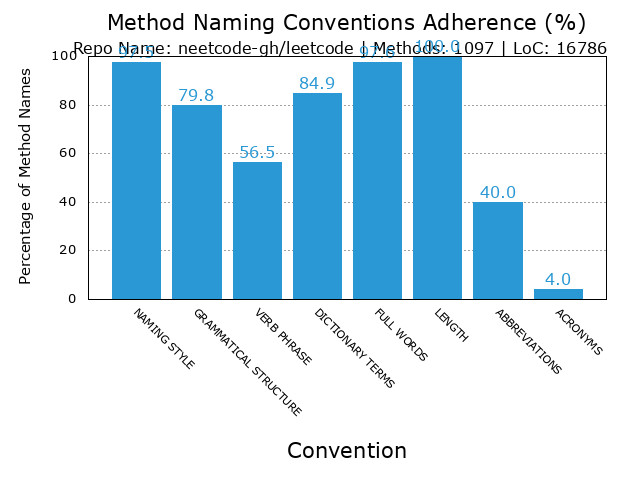 Method Naming Conventions Adherence (%)
Repo Name: neetcode-gh/leetcode | Methods: 1097 | LoC: 16786
Percentage of Method Names
100
80
60
40
20
0
79.8
56.5
84.9
100.0
40.0
4.0
NAMING STYLE
GRAMMATICAL STRUCTURE
VERB PHRASE
DICTIONARY TERMS
FULL WORDS
LENGTH
ABBREVIATIONS
ACRONYMS
Convention